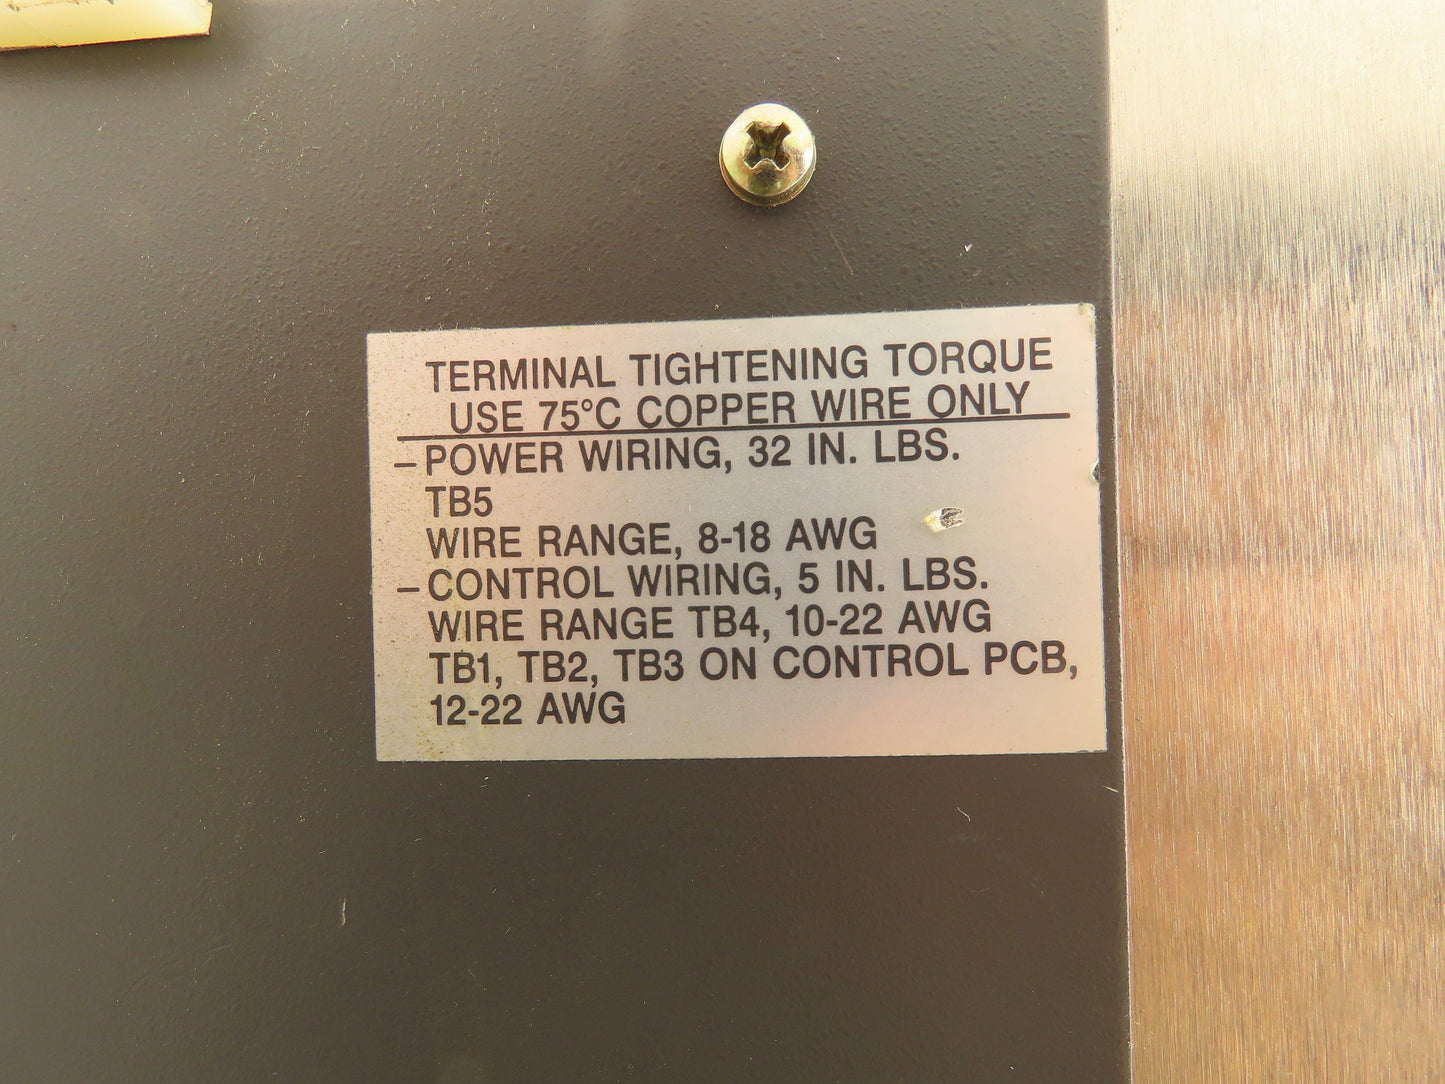 TERMINAL TIGHTENING TORQUE
USE 75°C COPPER WIRE ONLY
–POWER WIRING, 32 IN. LBS.
TB5
WIRE RANGE, 8-18 AWG
–CONTROL WIRING, 5 IN. LBS.
WIRE RANGE TB4, 10-22 AWG
TB1, TB2, TB3 ON CONTROL PCB,
12-22 AWG